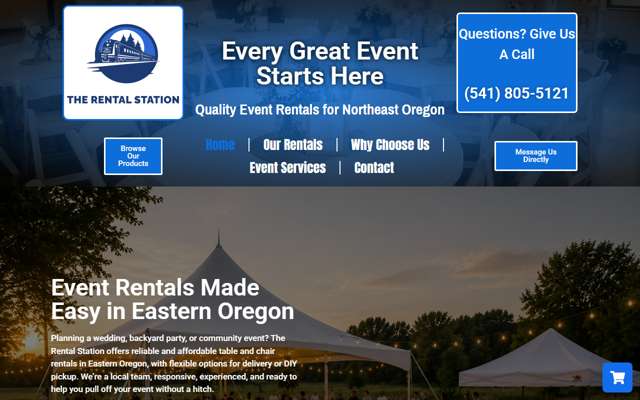 THE RENTAL STATION
Every Great Event
Starts Here
Quality Event Rentals for Northeast Oregon
Questions? Give Us
A Call
(541) 805-5121
Browse
Our
Products
Home
Our Rentals
Why Choose Us
Event Services
Contact
Message Us
Directly
Event Rentals Made
Easy in Eastern Oregon
Planning a wedding, backyard party, or community event? The
Rental Station offers reliable and affordable table and chair
rentals in Eastern Oregon, with flexible options for delivery or DIY
pickup. We're a local team, responsive, experienced, and ready to
help you pull off your event without a hitch.